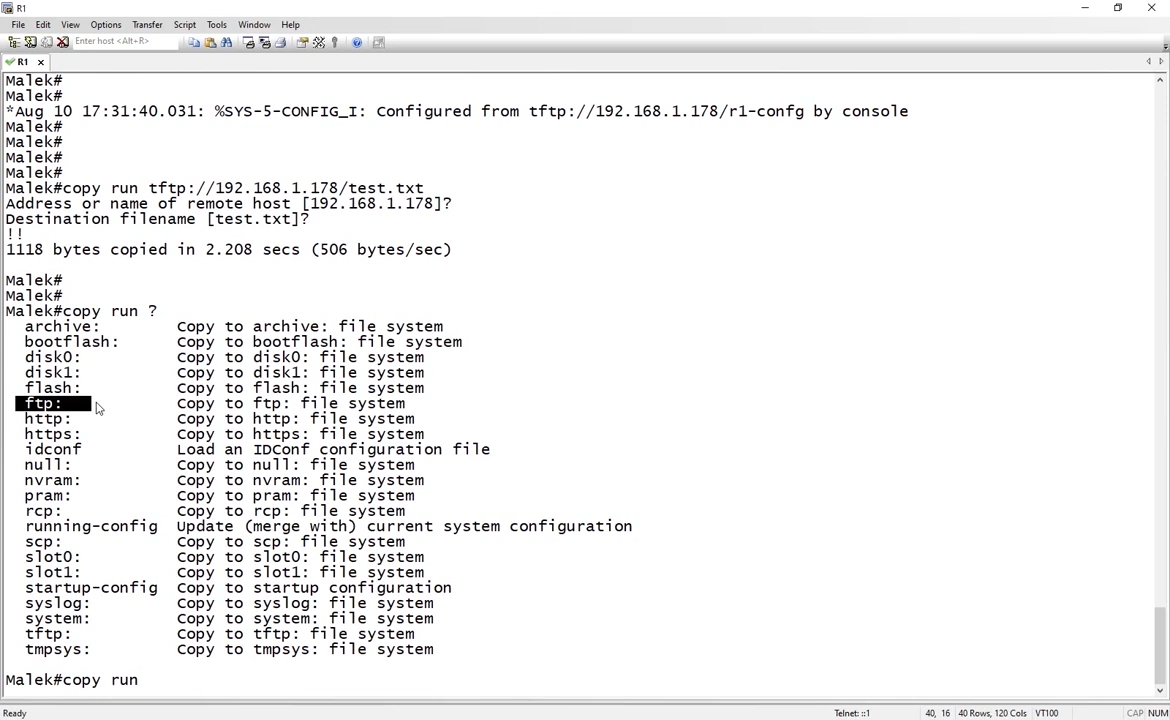 R1
File Edit View Options Transfer Script Tools Window Help
Enter host <Alt+R>
R1
Malek#
Malek#
*Aug 10 17:31:40.031: %SYS-5-CONFIG_I: Configured from tftp://192.168.1.178/r1-confg by console
Malek#
Malek#
Malek#
Malek#
Malek#copy run tftp://192.168.1.178/test.txt
Address or name of remote host [192.168.1.178]?
Destination filename [test.txt]?
!!
1118 bytes copied in 2.208 secs (506 bytes/sec)
Malek#
Malek#
Malek#copy run ?
archive: Copy to archive: file system
bootflash: Copy to bootflash: file system
disk0: Copy to disk0: file system
disk1: Copy to disk1: file system
flash: Copy to flash: file system
ftp: Copy to ftp: file system
http: Copy to http: file system
https: Copy to https: file system
idconf Load an IDConf configuration file
null: Copy to null: file system
nvram: Copy to nvram: file system
pram: Copy to pram: file system
rcp: Copy to rcp: file system
running-config Update (merge with) current system configuration
scp: Copy to scp: file system
slot0: Copy to slot0: file system
slot1: Copy to slot1: file system
startup-config Copy to startup configuration
syslog: Copy to syslog: file system
system: Copy to system: file system
tftp: Copy to tftp: file system
tmpsys: Copy to tmpsys: file system
Malek#copy run
Ready Telnet: ::1 40, 16 40 Rows, 120 Cols VT100 CAP NUM